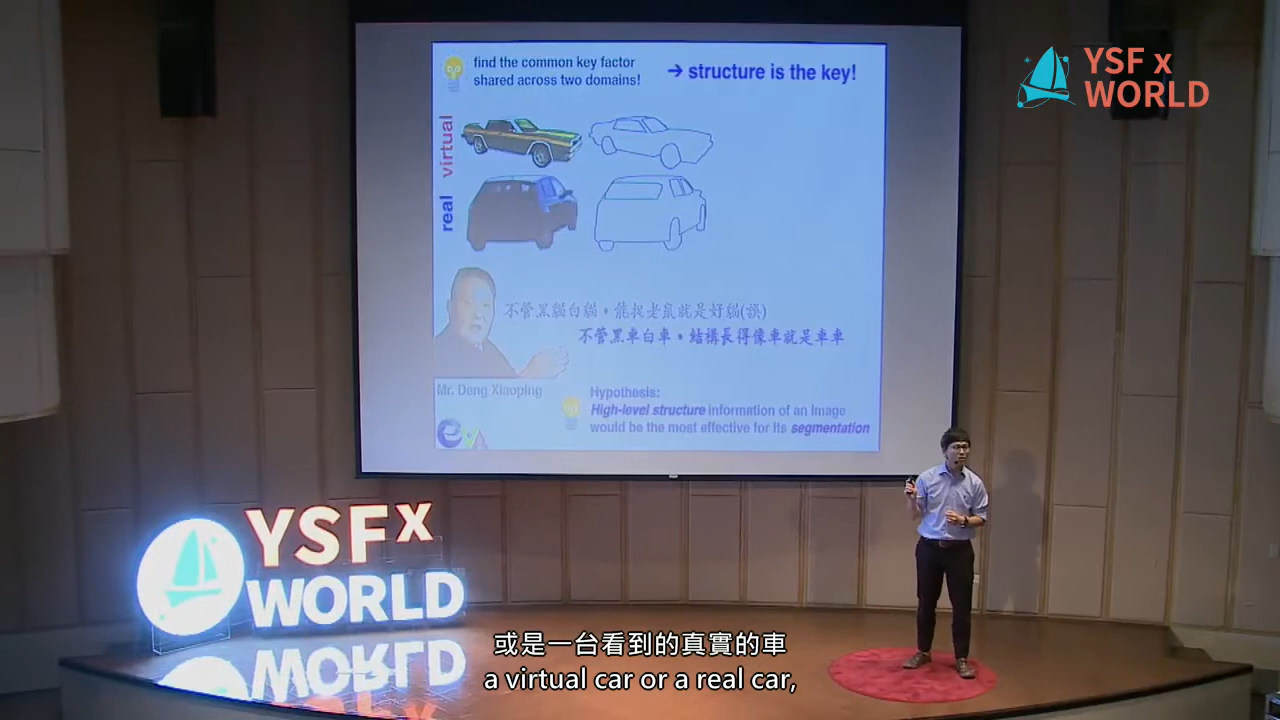 find the common key factor
shared across two domains!
→ structure is the key!
YSF x
WORLD
virtual
real
不管黑貓白貓，能捉老鼠就是好貓(誤)
不管黑車白車，結構長得像車就是車車
Mr. Deng Xiaoping
Hypothesis:
High-level structure information of an image
would be the most effective for its segmentation
YSF x
WORLD
或是一台看到的真實的車
a virtual car or a real car,